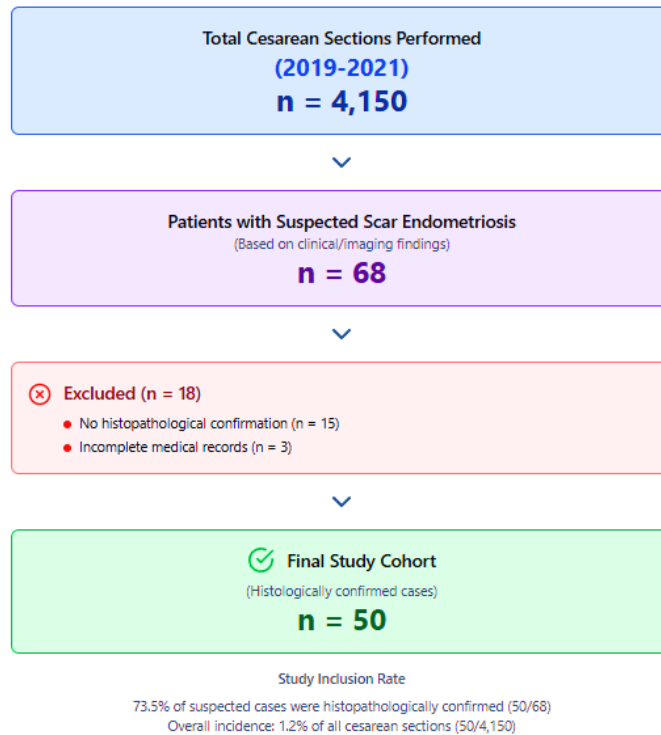 Total Cesarean Sections Performed
(2019-2021)
n = 4,150
Patients with Suspected Scar Endometriosis
(Based on clinical/imaging findings)
n = 68
Excluded (n = 18)
No histopathological confirmation (n = 15)
Incomplete medical records (n = 3)
Final Study Cohort
(Histologically confirmed cases)
n = 50
Study Inclusion Rate
73.5% of suspected cases were histopathologically confirmed (50/68)
Overall incidence: 1.2% of all cesarean sections (50/4,150)